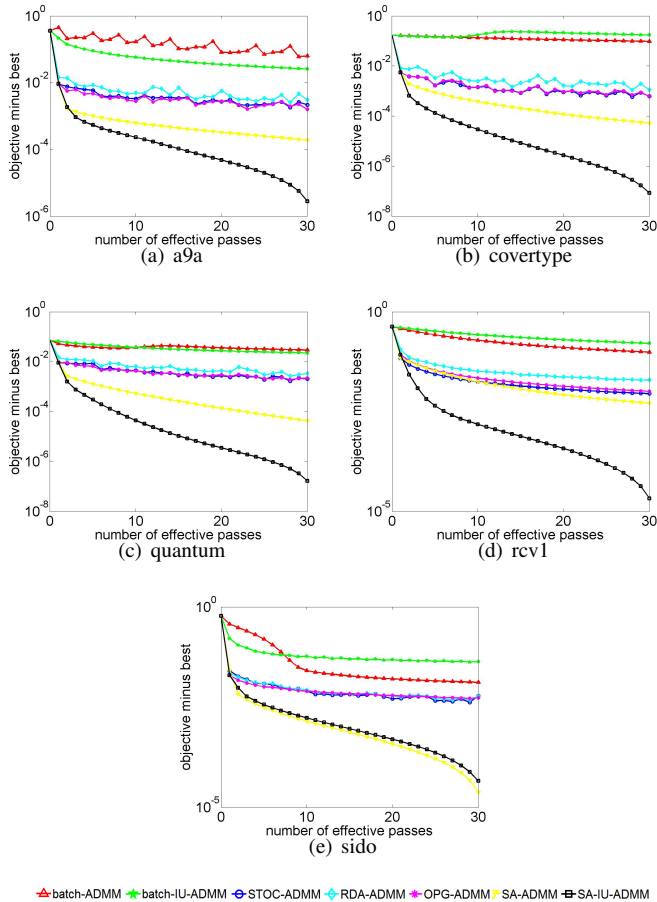 10^0
10^-2
10^-4
10^-6
objective minus best
0 10 20 30
number of effective passes
(a) a9a
10^0
10^-2
10^-4
10^-6
10^-8
objective minus best
0 10 20 30
number of effective passes
(b) covertype
10^0
10^-2
10^-4
10^-6
10^-8
objective minus best
0 10 20 30
number of effective passes
(c) quantum
10^0
10^-5
objective minus best
0 10 20 30
number of effective passes
(d) rcv1
10^0
10^-5
objective minus best
0 10 20 30
number of effective passes
(e) sido
batch-ADMM batch-IU-ADMM STOC-ADMM RDA-ADMM OPG-ADMM SA-ADMM SA-IU-ADMM